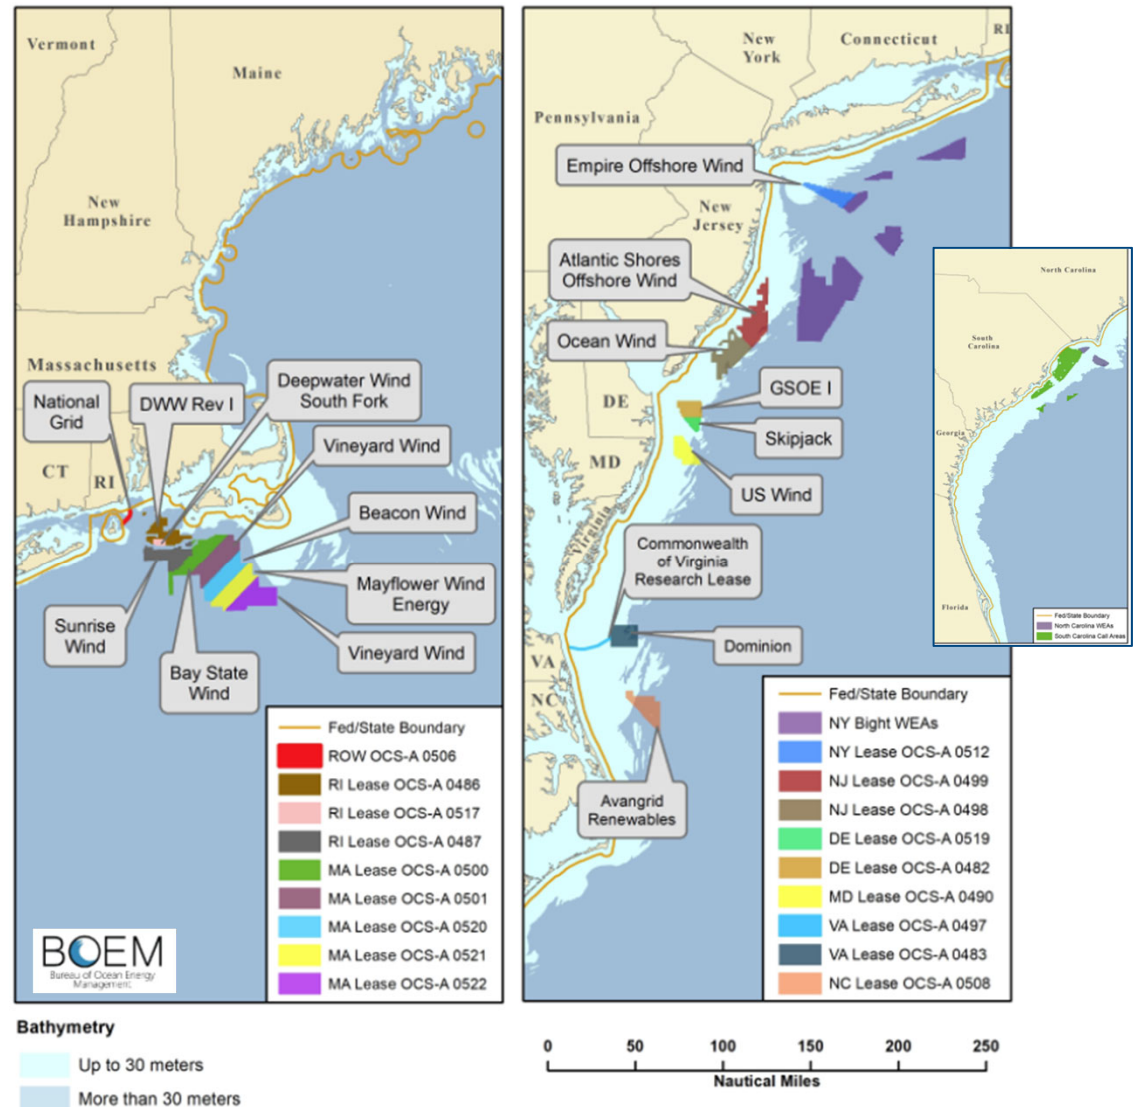 Vermont
Maine
New
Hampshire
Massachusetts
National
Grid
DWW Rev I
Deepwater Wind
South Fork
Vineyard Wind
CT
RI
Beacon Wind
Mayflower Wind
Energy
Sunrise
Wind
Bay State
Wind
Vineyard Wind
Fed/State Boundary
ROW OCS-A 0506
RI Lease OCS-A 0486
RI Lease OCS-A 0517
RI Lease OCS-A 0487
MA Lease OCS-A 0500
MA Lease OCS-A 0501
MA Lease OCS-A 0520
MA Lease OCS-A 0521
MA Lease OCS-A 0522
BOEM
Bureau of Ocean Energy
Management
New
York
Connecticut
RI
Pennsylvania
Empire Offshore Wind
New
Jersey
Atlantic Shores
Offshore Wind
Ocean Wind
DE
GSOE I
Skipjack
MD
US Wind
Virginia
Commonwealth
of Virginia
Research Lease
Dominion
VA
NC
Avangrid
Renewables
Fed/State Boundary
NY Bight WEAs
NY Lease OCS-A 0512
NJ Lease OCS-A 0499
NJ Lease OCS-A 0498
DE Lease OCS-A 0519
DE Lease OCS-A 0482
MD Lease OCS-A 0490
VA Lease OCS-A 0497
VA Lease OCS-A 0483
NC Lease OCS-A 0508
North Carolina
South
Carolina
Georgia
Florida
Fed/State Boundary
North Carolina WEAs
South Carolina Call Areas
Bathymetry
Up to 30 meters
More than 30 meters
0 50 100 150 200 250
Nautical Miles